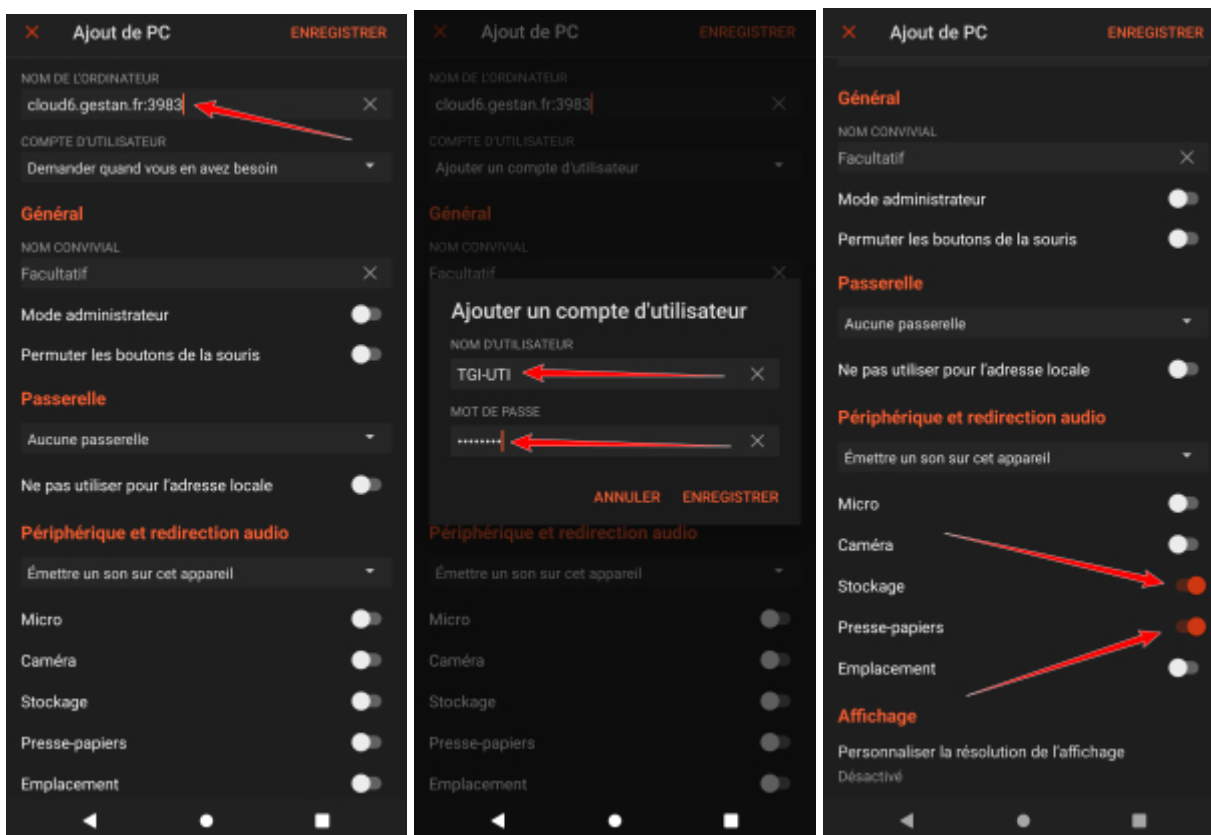 Ajout de PC
ENREGISTRER
NOM DE L'ORDINATEUR
cloud6.gestan.fr:3983
COMPTE D'UTILISATEUR
Demander quand vous en avez besoin
Général
NOM CONVIVIAL
Facultatif
Mode administrateur
Permuter les boutons de la souris
Passerelle
Aucune passerelle
Ne pas utiliser pour l'adresse locale
Périphérique et redirection audio
Émettre un son sur cet appareil
Micro
Caméra
Stockage
Presse-papiers
Emplacement
Ajout de PC
ENREGISTRER
NOM DE L'ORDINATEUR
cloud6.gestan.fr:3983
COMPTE D'UTILISATEUR
Ajouter un compte d'utilisateur
Général
NOM CONVIVIAL
Facultatif
Ajouter un compte d'utilisateur
NOM D'UTILISATEUR
TGI-UTI
MOT DE PASSE
••••••••
ANNULER ENREGISTRER
Périphérique et redirection audio
Émettre un son sur cet appareil
Micro
Caméra
Stockage
Presse-papiers
Emplacement
Ajout de PC
ENREGISTRER
Général
NOM CONVIVIAL
Facultatif
Mode administrateur
Permuter les boutons de la souris
Passerelle
Aucune passerelle
Ne pas utiliser pour l'adresse locale
Périphérique et redirection audio
Émettre un son sur cet appareil
Micro
Caméra
Stockage
Presse-papiers
Emplacement
Affichage
Personnaliser la résolution de l'affichage
Désactivé